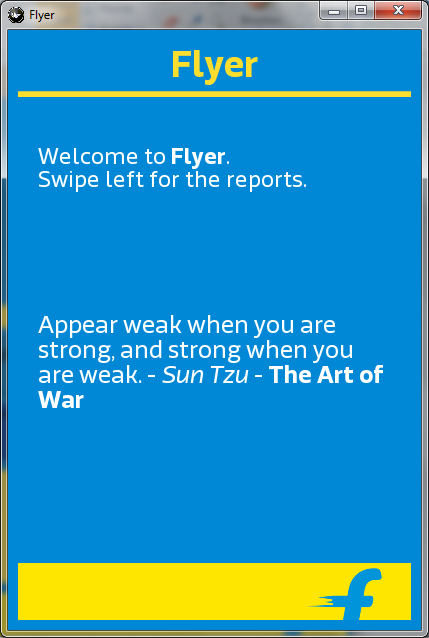 Flyer
Flyer
Welcome to Flyer.
Swipe left for the reports.
Appear weak when you are
strong, and strong when you
are weak. - Sun Tzu - The Art of
War
f